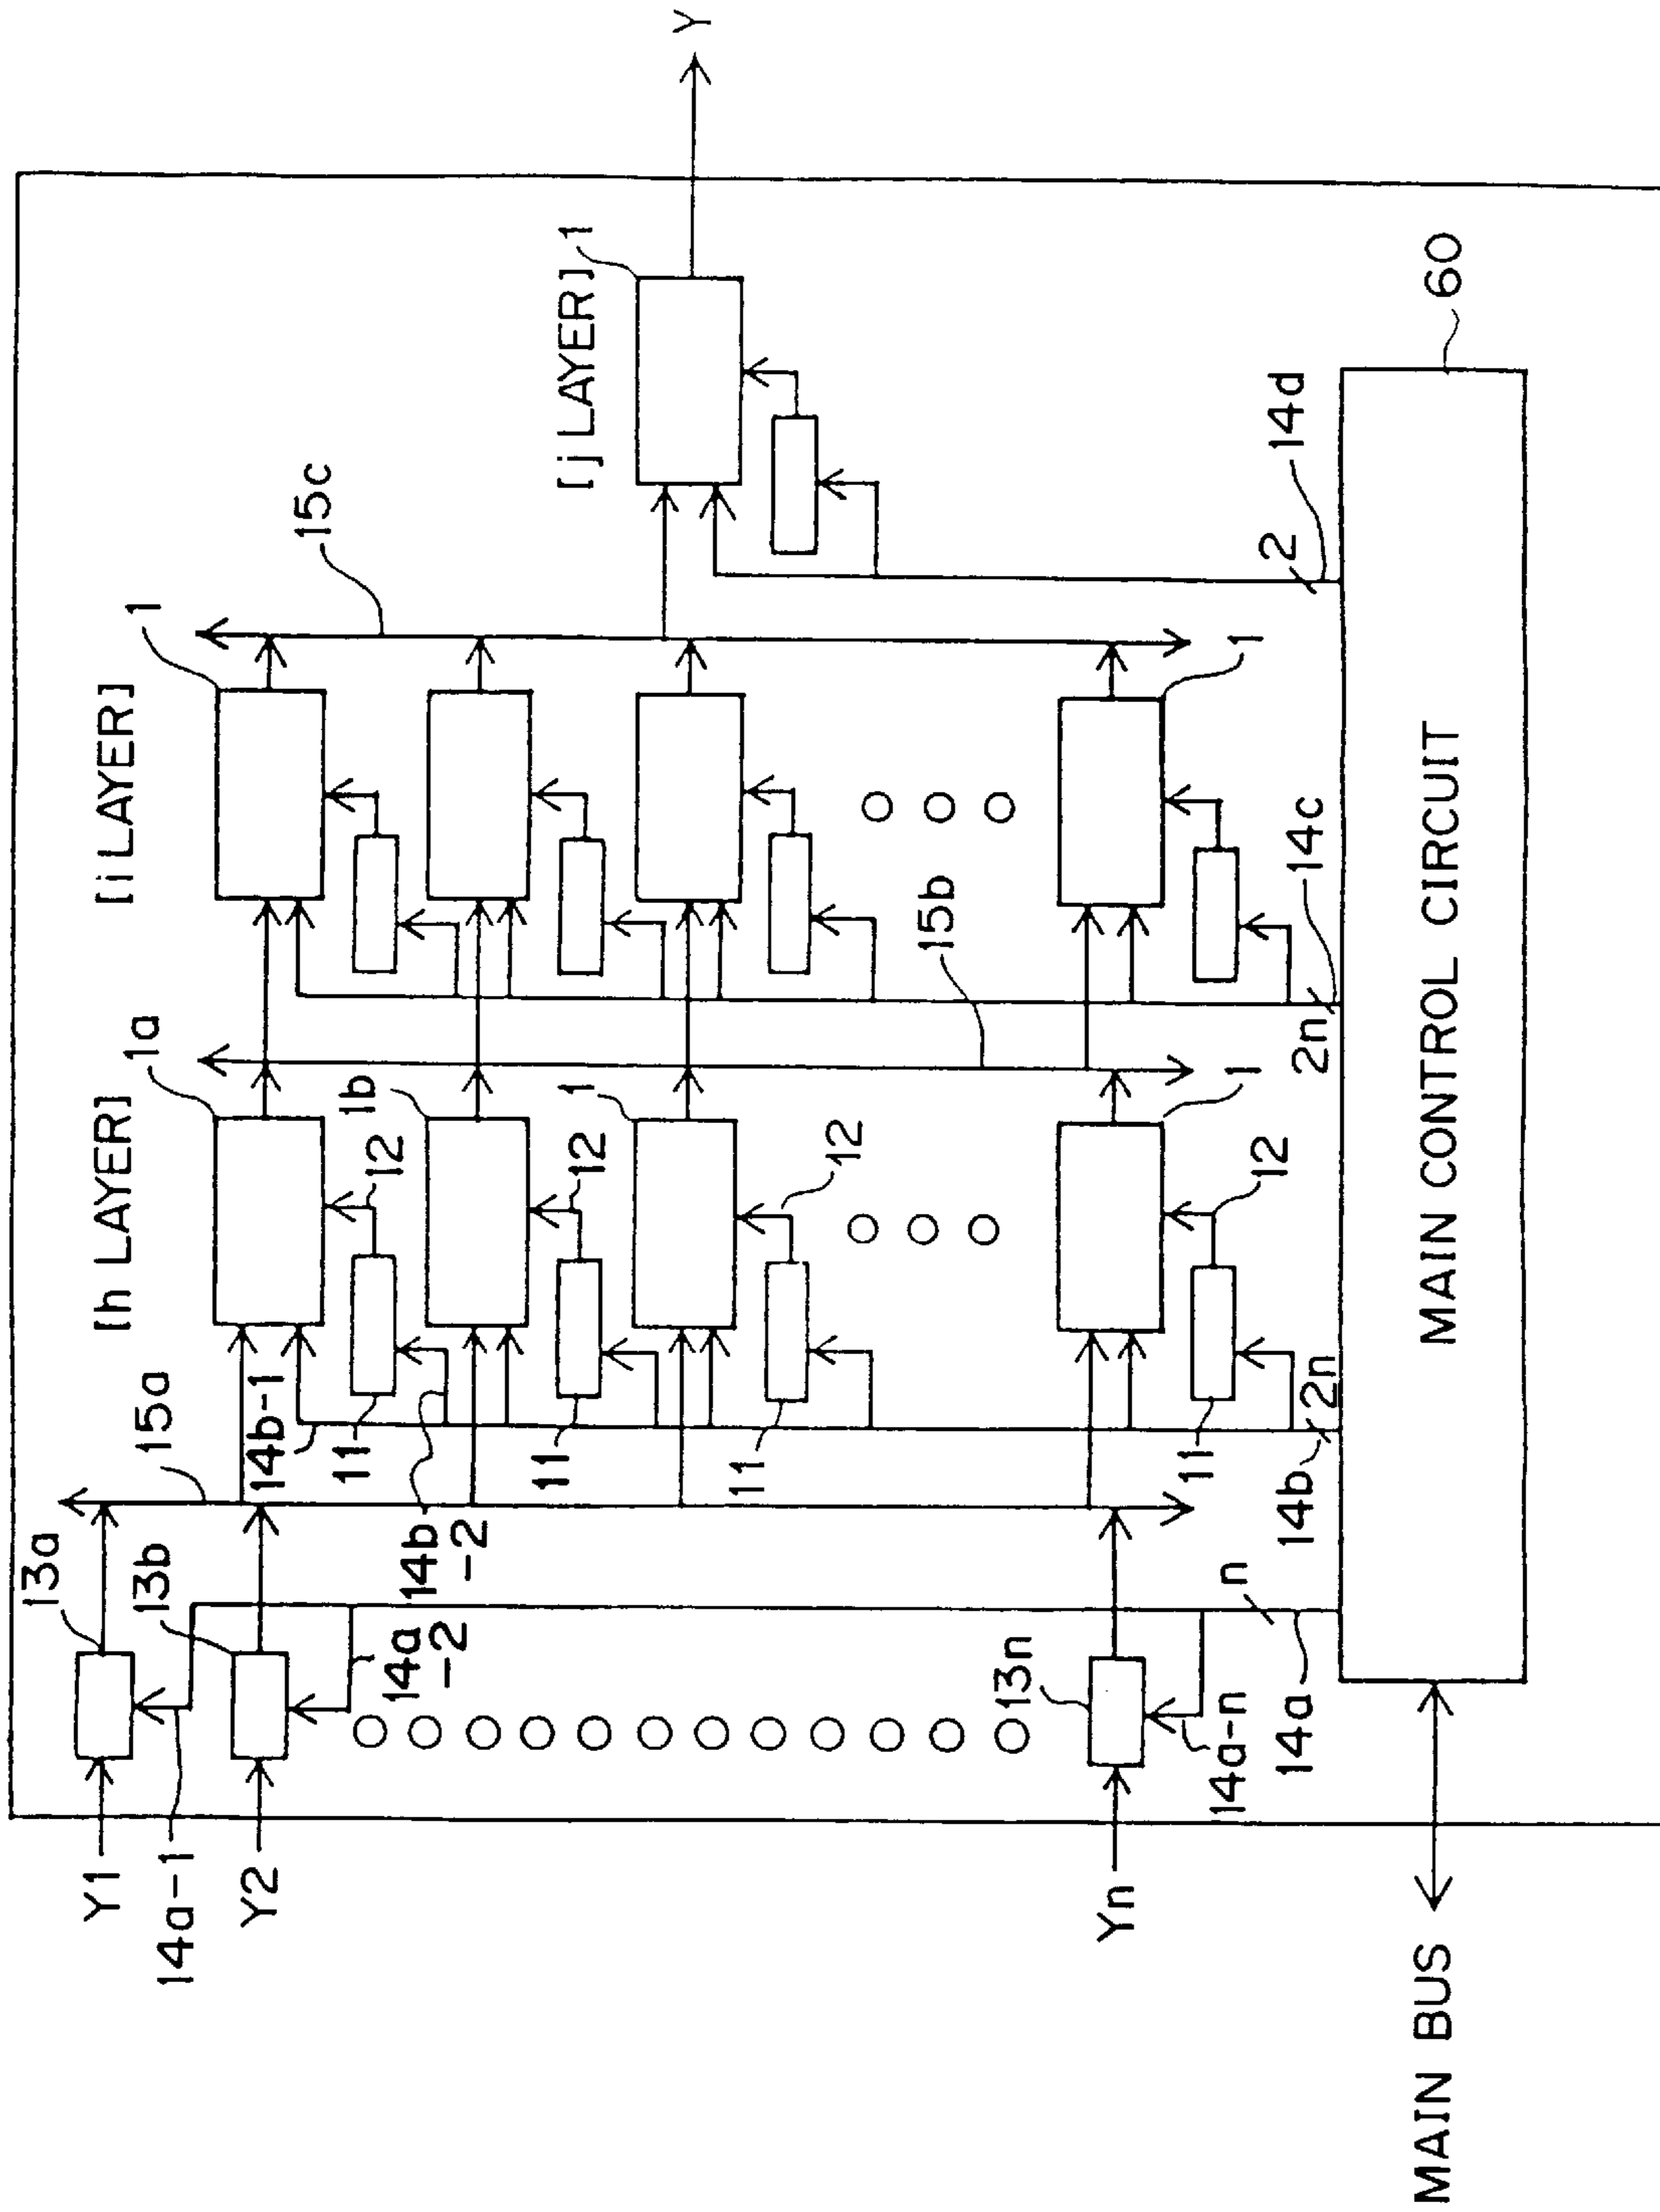 Y1
14a-1
Y2
Yn
MAIN BUS
13a
13b
14a
-2
13n
14a-n
14a
n
15a
14b-1
14b
-2
14b
2n
11
11
11
11
[h LAYER]
1a
1b
1
1
12
12
12
12
15b
14c
2n
[i LAYER]
1
1
15c
[j LAYER]
1
2
14d
Y
MAIN CONTROL CIRCUIT
60